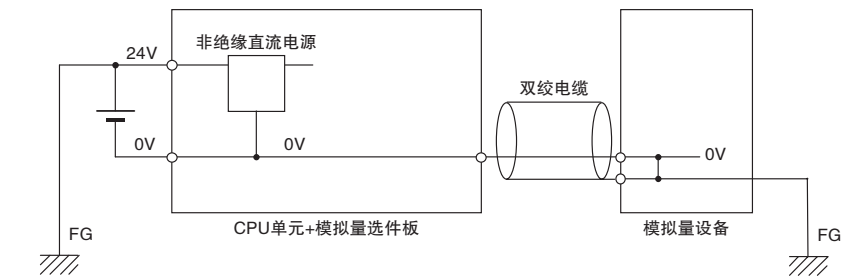 非绝缘直流电源
24V
双绞电缆
0V
0V
0V
FG
CPU单元+模拟量选件板
模拟量设备
FG